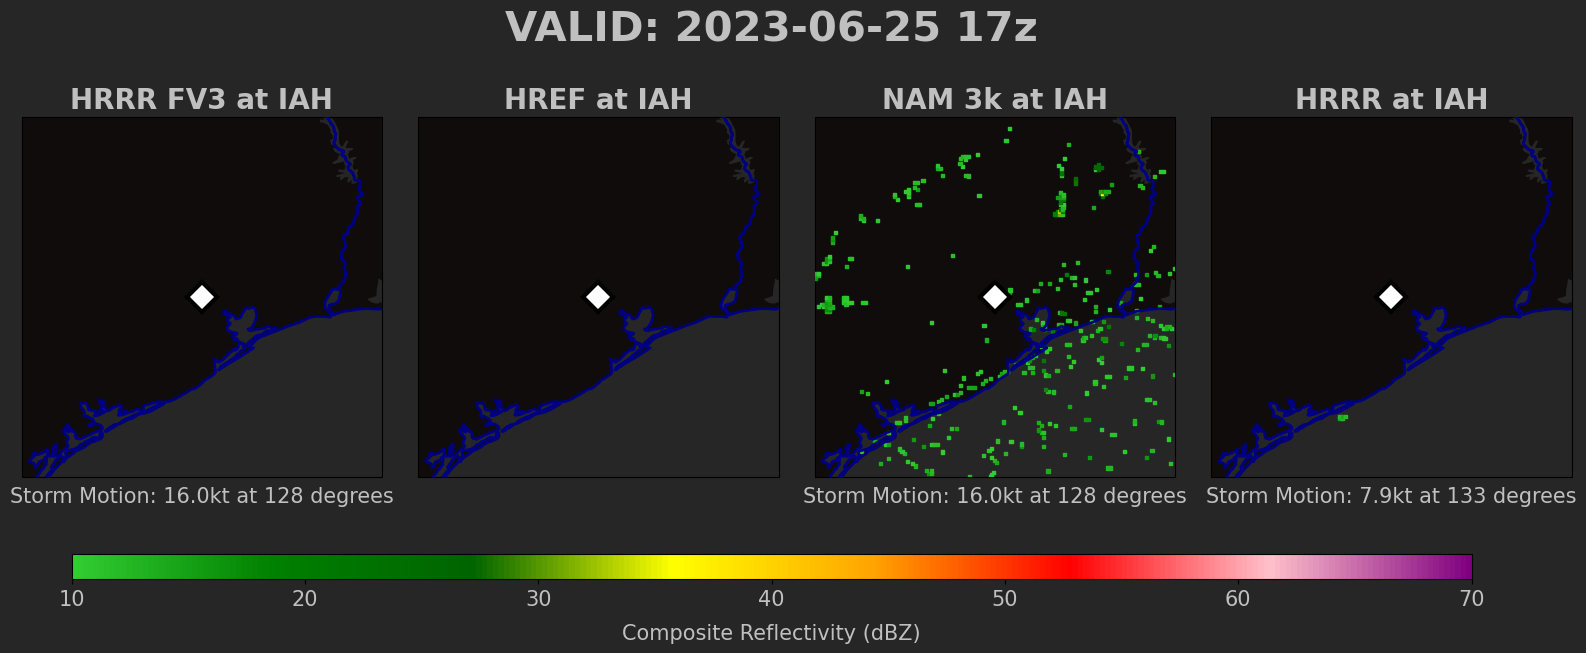 VALID: 2023-06-25 17z
HRRR FV3 at IAH
HREF at IAH
NAM 3k at IAH
HRRR at IAH
Storm Motion: 16.0kt at 128 degrees
Storm Motion: 16.0kt at 128 degrees
Storm Motion: 7.9kt at 133 degrees
10 20 30 40 50 60 70
Composite Reflectivity (dBZ)